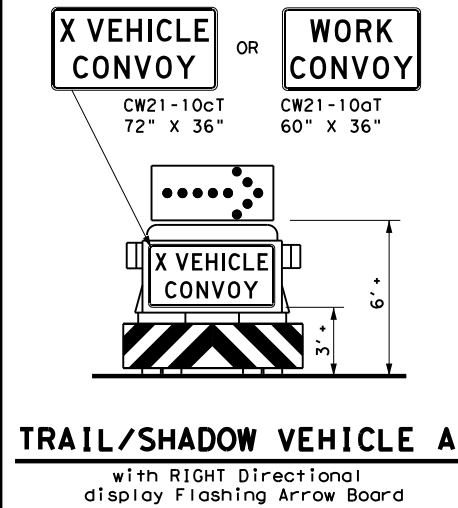 X VEHICLE
CONVOY
OR
WORK
CONVOY
CW21-10cT
72" X 36"
CW21-10aT
60" X 36"
X VEHICLE
CONVOY
3' +
6' +
TRAIL/SHADOW VEHICLE A
with RIGHT Directional
display Flashing Arrow Board